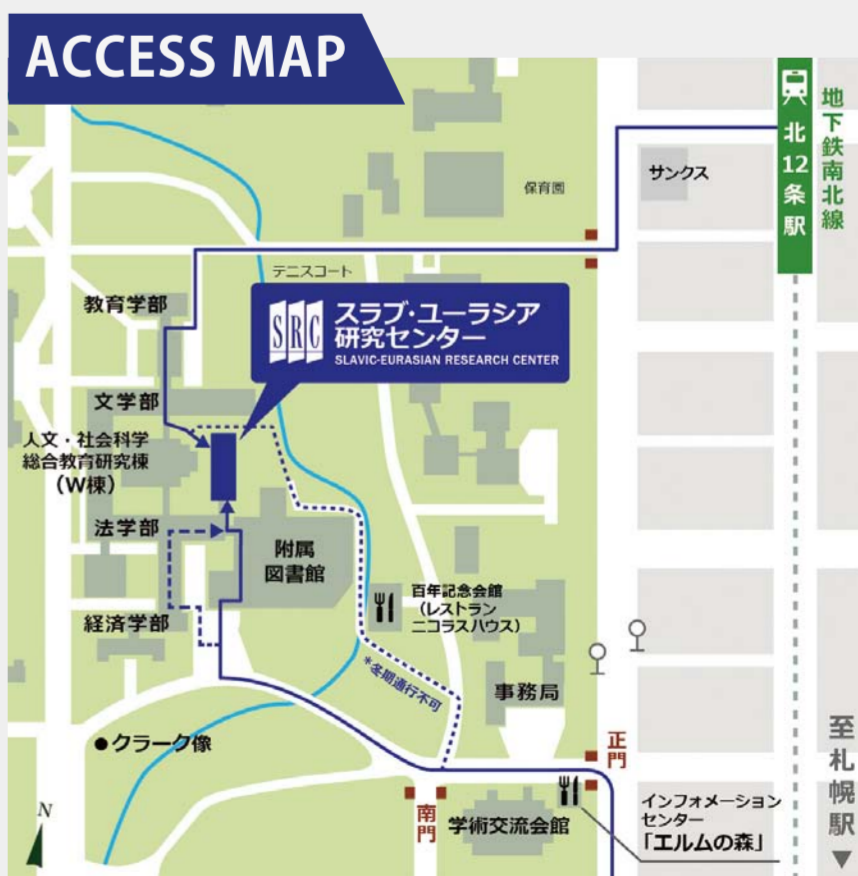 ACCESS MAP
北12条駅
地下鉄南北線
サンクス
保育園
テニスコート
教育学部
SRC
スラブ・ユーラシア
研究センター
SLAVIC-EURASIAN RESEARCH CENTER
文学部
人文・社会科学
総合教育研究棟
(W棟)
法学部
附属
図書館
百年記念会館
(レストラン
ニコラスハウス)
経済学部
*冬期通行不可
事務局
●クラーク像
正門
至札幌駅▼
N
南門
学術交流会館
インフォメーション
センター
「エルムの森」